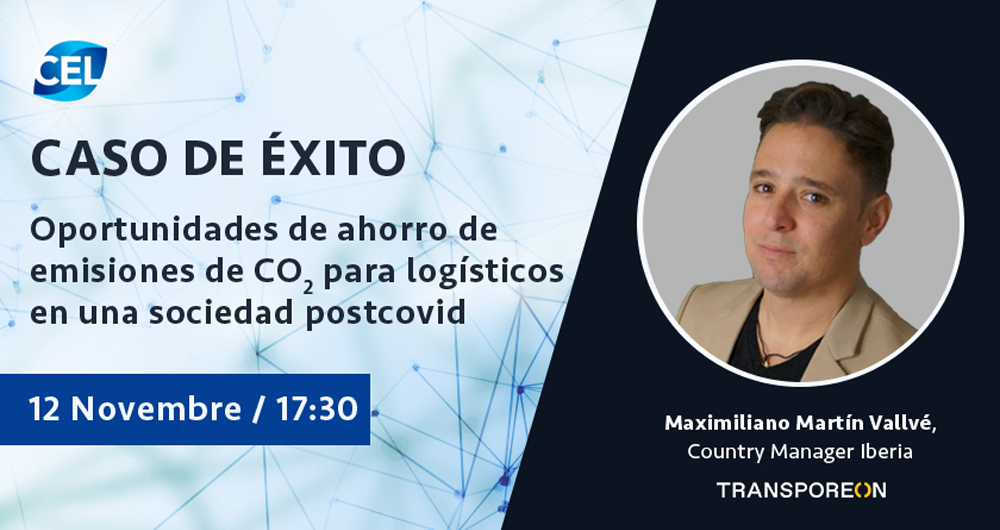 CEL
CASO DE ÉXITO
Oportunidades de ahorro de
emisiones de CO₂ para logísticos
en una sociedad postcovid
12 Novembre / 17:30
Maximiliano Martín Vallvé,
Country Manager Iberia
TRANSPOREON